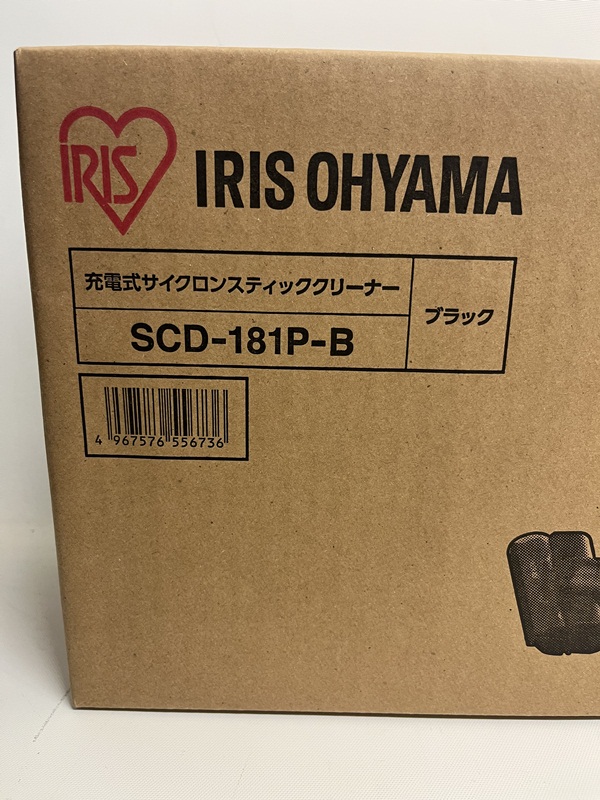 IRIS
IRIS OHYAMA
充電式サイクロンスティッククリーナー
SCD-181P-B
ブラック
4 967576 556736